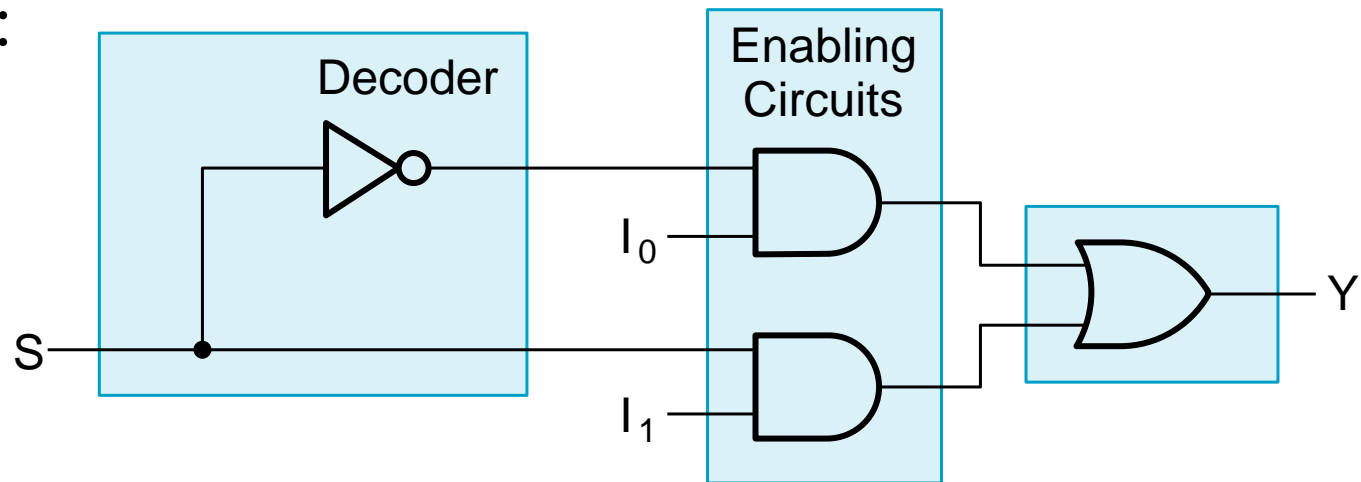 :
Decoder
Enabling
Circuits
I₀
S
I₁
Y